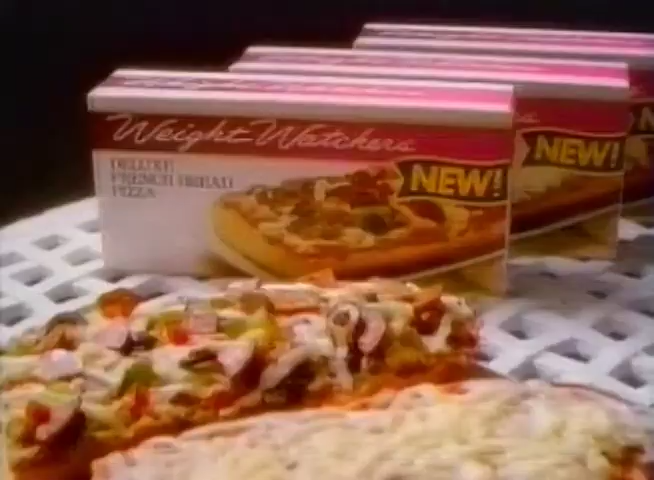 Weight Watchers
DELUXE
FRENCH BREAD
PIZZA
NEW!
NEW!